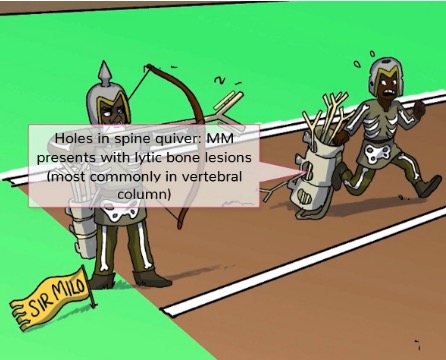 Holes in spine quiver: MM
presents with lytic bone lesions
(most commonly in vertebral
column)
SIR MILO